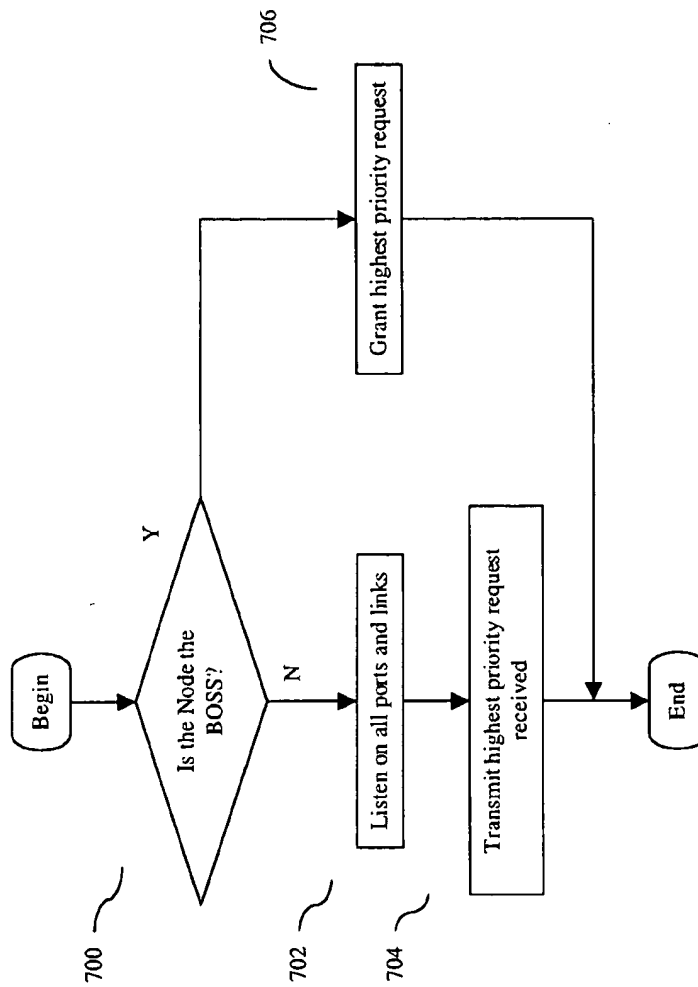 Begin
700
Is the Node the
BOSS?
Y
N
702
Listen on all ports and links
706
Grant highest priority request
704
Transmit highest priority request
received
End